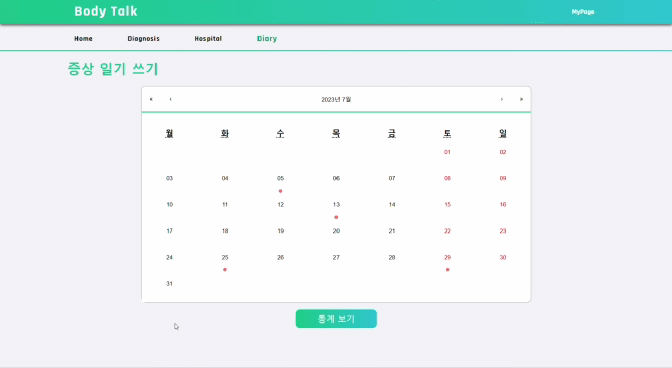 Body Talk
MyPage
Home Diagnosis Hospital Diary
증상 일기 쓰기
« ‹ 2023년 7월 › »
월 화 수 목 금 토 일
01 02
03 04 05 06 07 08 09
10 11 12 13 14 15 16
17 18 19 20 21 22 23
24 25 26 27 28 29 30
31
통계 보기